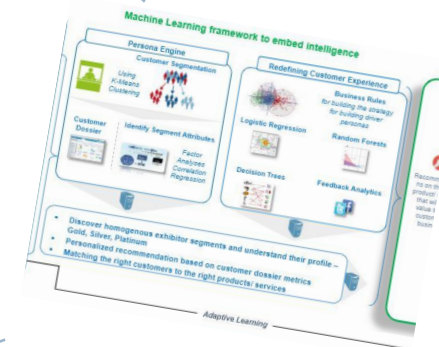 Machine Learning framework to embed intelligence
Persona Engine
Customer Segmentation
Using
K-Means
Clustering
Customer
Dossier
Identify Segment Attributes
Factor
Analyses
Correlation
Regression
Redefining Customer Experience
Business Rules
for building the strategy
for building driver
personas
Logistic Regression
Random Forests
Decision Trees
Feedback Analytics
• Discover homogenous exhibitor segments and understand their profile –
Gold, Silver, Platinum
• Personalized recommendation based on customer dossier metrics
• Matching the right customers to the right products/ services
Adaptive Learning